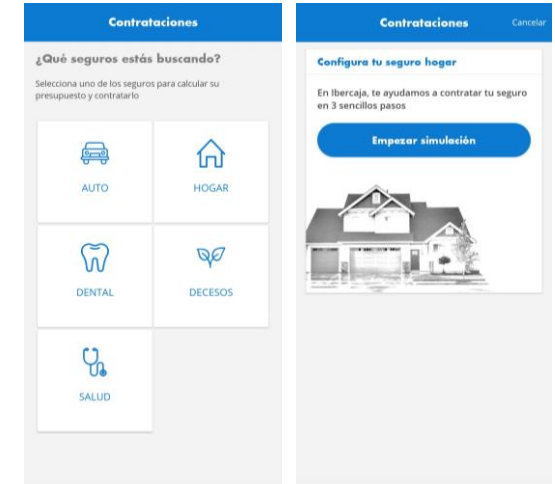 Contrataciones
¿Qué seguros estás buscando?
Selecciona uno de los seguros para calcular su
presupuesto y contratarlo
AUTO
HOGAR
DENTAL
DECESOS
SALUD
Contrataciones
Cancelar
Configura tu seguro hogar
En Ibercaja, te ayudamos a contratar tu seguro
en 3 sencillos pasos
Empezar simulación